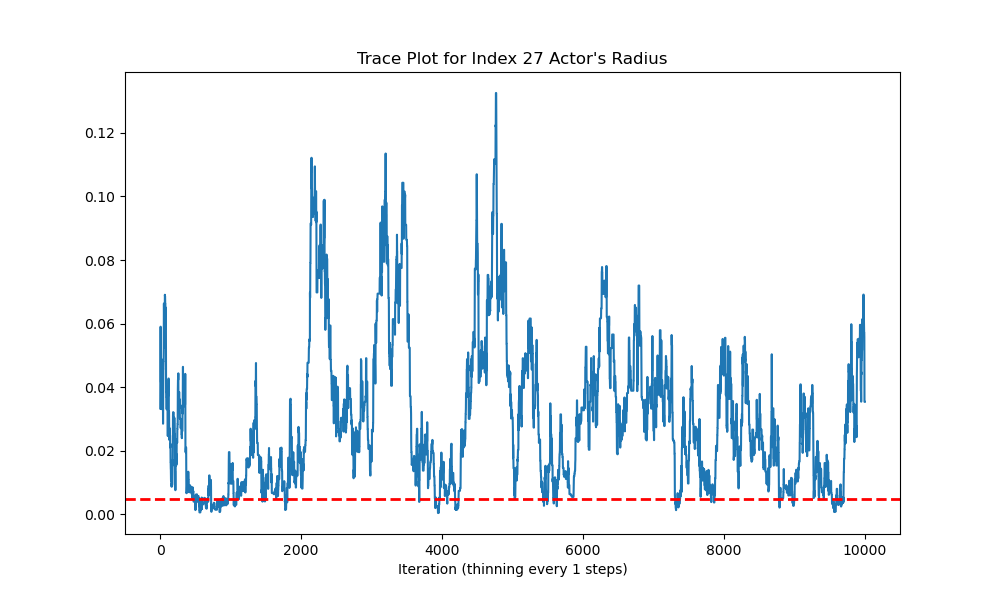 Trace Plot for Index 27 Actor's Radius
0.12
0.10
0.08
0.06
0.04
0.02
0.00
0 2000 4000 6000 8000 10000
Iteration (thinning every 1 steps)